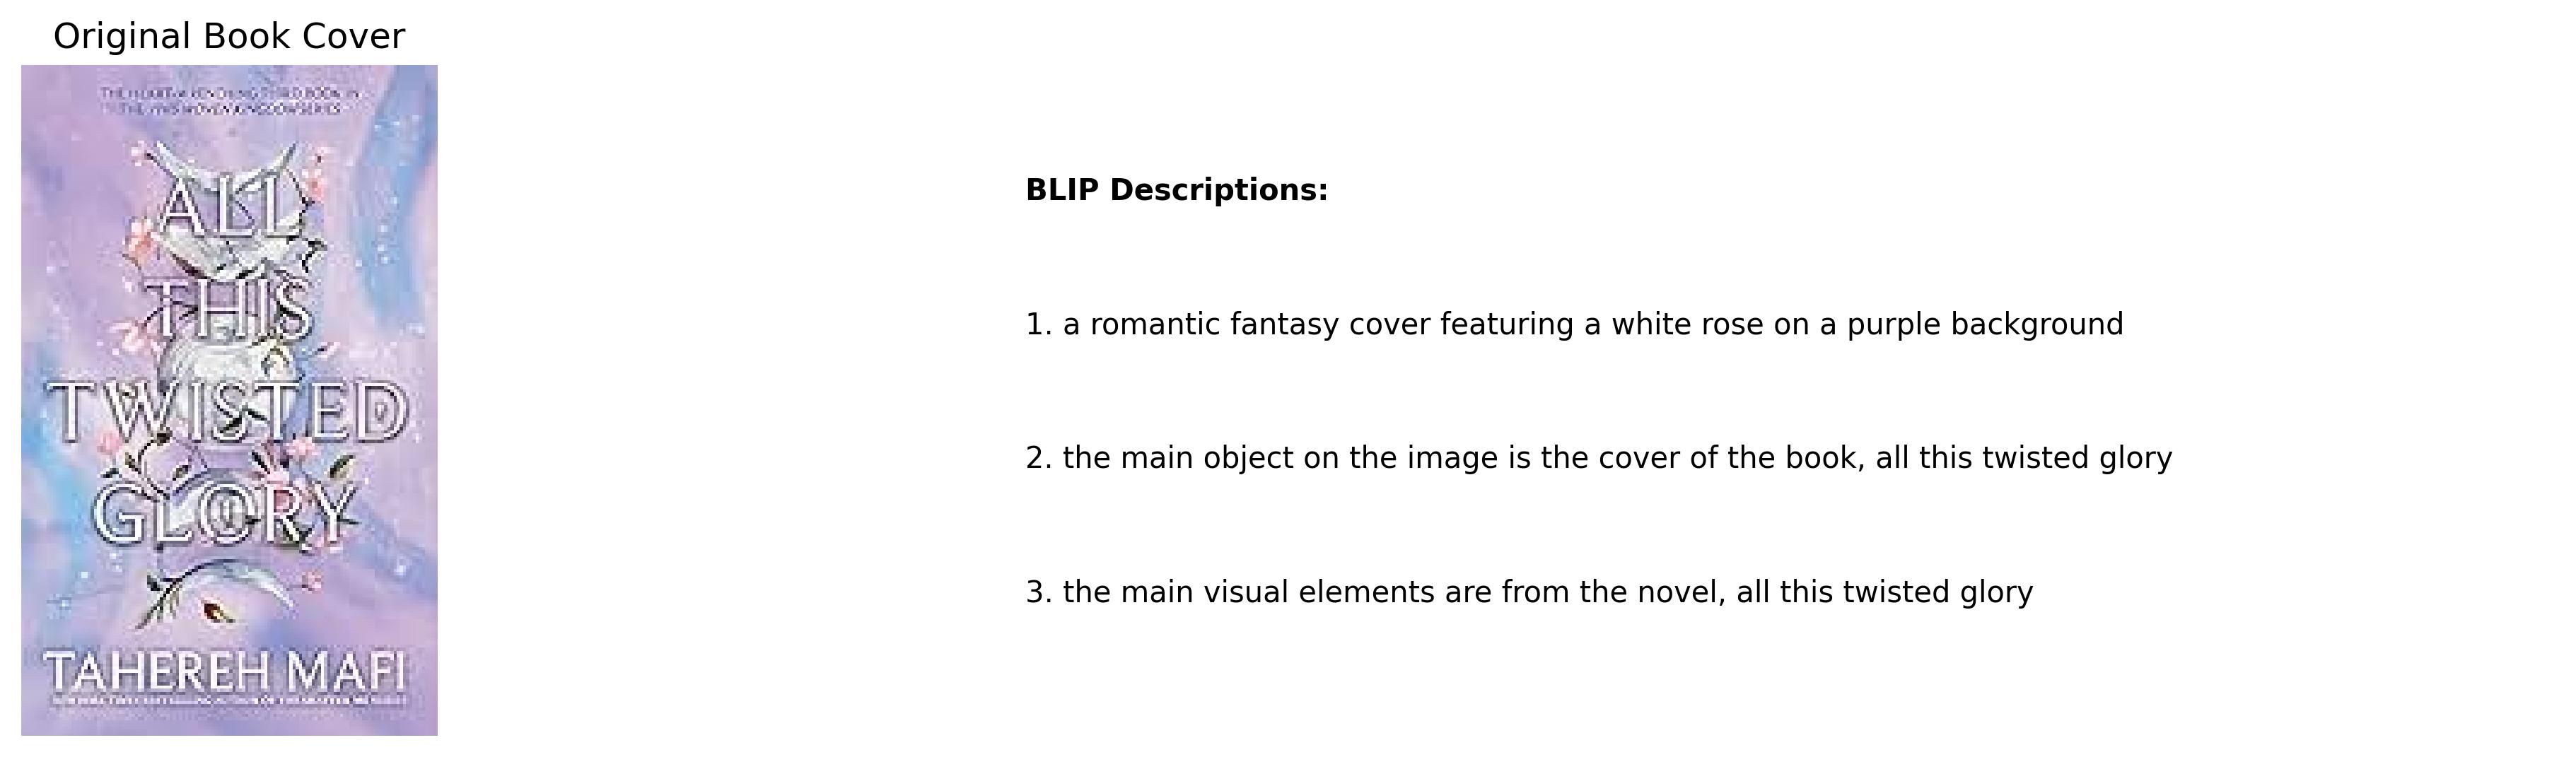 Original Book Cover
THE HEART-WRENCHING THIRD BOOK IN
THE THIS WOVEN KINGDOM SERIES
ALL
THIS
TWISTED
GLORY
TAHEREH MAFI
BLIP Descriptions:
1. a romantic fantasy cover featuring a white rose on a purple background
2. the main object on the image is the cover of the book, all this twisted glory
3. the main visual elements are from the novel, all this twisted glory